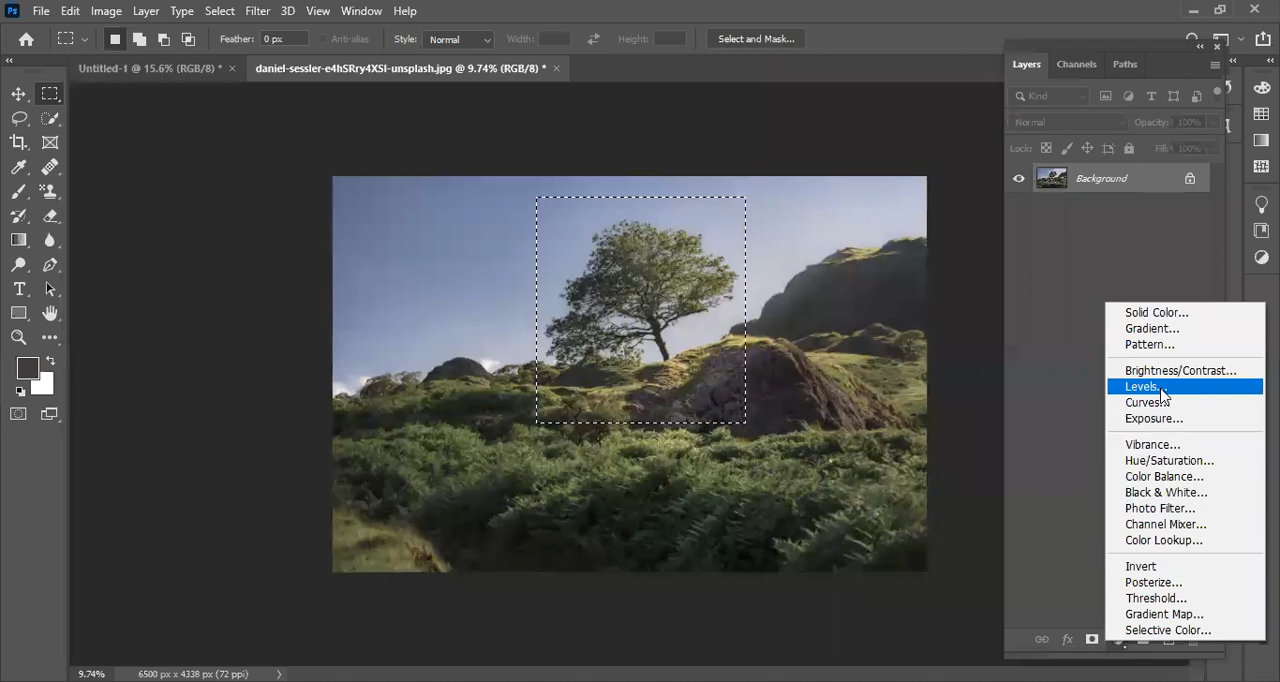 Ps File Edit Image Layer Type Select Filter 3D View Window Help
Feather: 0 px Anti-alias Style: Normal Width: Height: Select and Mask...
Untitled-1 @ 15.6% (RGB/8) * × daniel-sessler-e4hSRry4XSI-unsplash.jpg @ 9.74% (RGB/8) * ×
Layers Channels Paths
Kind
Normal Opacity: 100%
Lock: Fill: 100%
Background
Solid Color...
Gradient...
Pattern...
Brightness/Contrast...
Levels...
Curves...
Exposure...
Vibrance...
Hue/Saturation...
Color Balance...
Black & White...
Photo Filter...
Channel Mixer...
Color Lookup...
Invert
Posterize...
Threshold...
Gradient Map...
Selective Color...
fx
9.74% 6500 px x 4338 px (72 ppi)